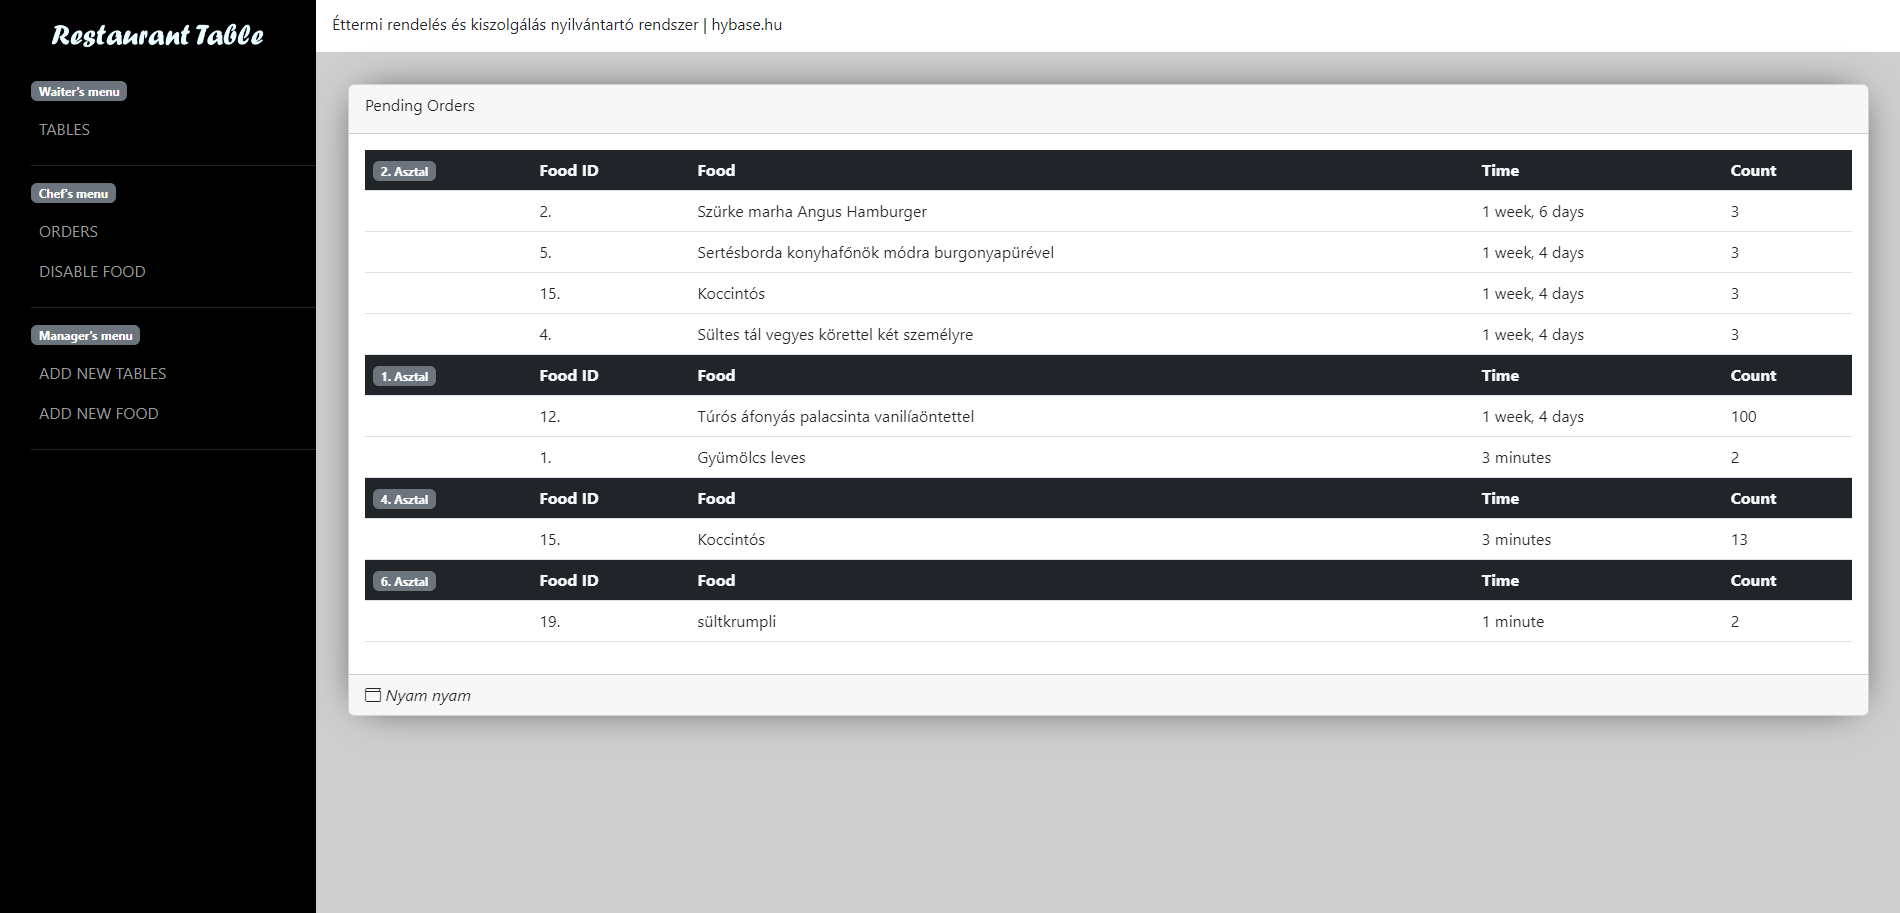 Restaurant Table
Waiter's menu
TABLES
Chef's menu
ORDERS
DISABLE FOOD
Manager's menu
ADD NEW TABLES
ADD NEW FOOD
Éttermi rendelés és kiszolgálás nyilvántartó rendszer | hybase.hu
Pending Orders
2. Asztal Food ID Food Time Count
2. Szürke marha Angus Hamburger 1 week, 6 days 3
5. Sertésborda konyhafőnök módra burgonyapürével 1 week, 4 days 3
15. Koccintós 1 week, 4 days 3
4. Sültes tál vegyes körettel két személyre 1 week, 4 days 3
1. Asztal Food ID Food Time Count
12. Túrós áfonyás palacsinta vaníliaöntettel 1 week, 4 days 100
1. Gyümölcs leves 3 minutes 2
4. Asztal Food ID Food Time Count
15. Koccintós 3 minutes 13
6. Asztal Food ID Food Time Count
19. sültkrumpli 1 minute 2
Nyam nyam